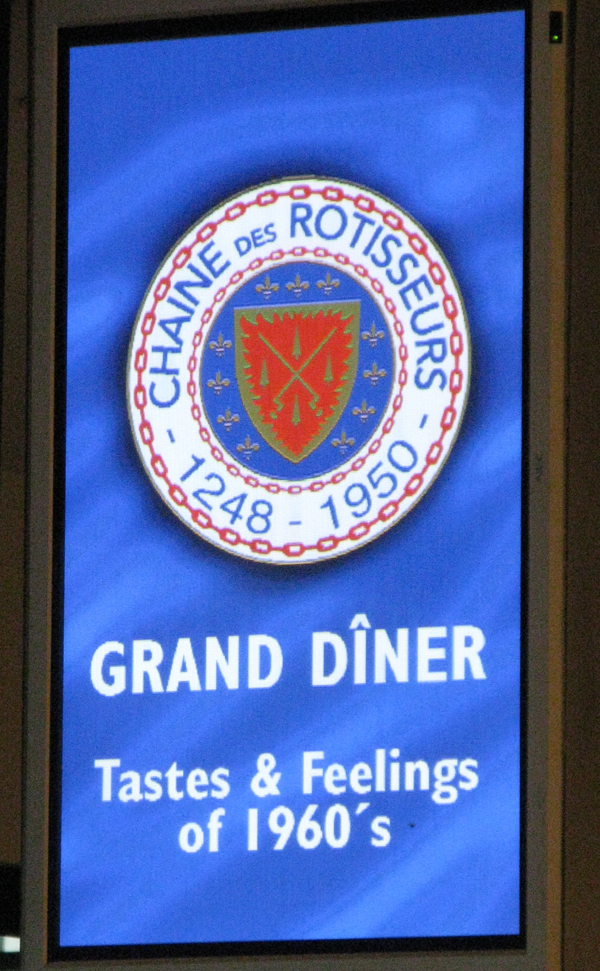 CHAINE DES ROTISSEURS
- 1248 - 1950 -
GRAND DÎNER
Tastes & Feelings
of 1960´s